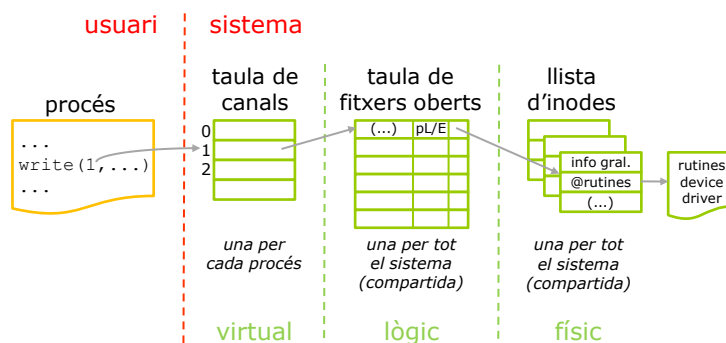 usuari
sistema
procés
...
write(1,...)
...
taula de
canals
0
1
2
una per
cada procés
virtual
taula de
fitxers oberts
(...) pL/E
una per tot
el sistema
(compartida)
lògic
llista
d'inodes
info gral.
@rutines
(...)
una per tot
el sistema
(compartida)
físic
rutines
device
driver